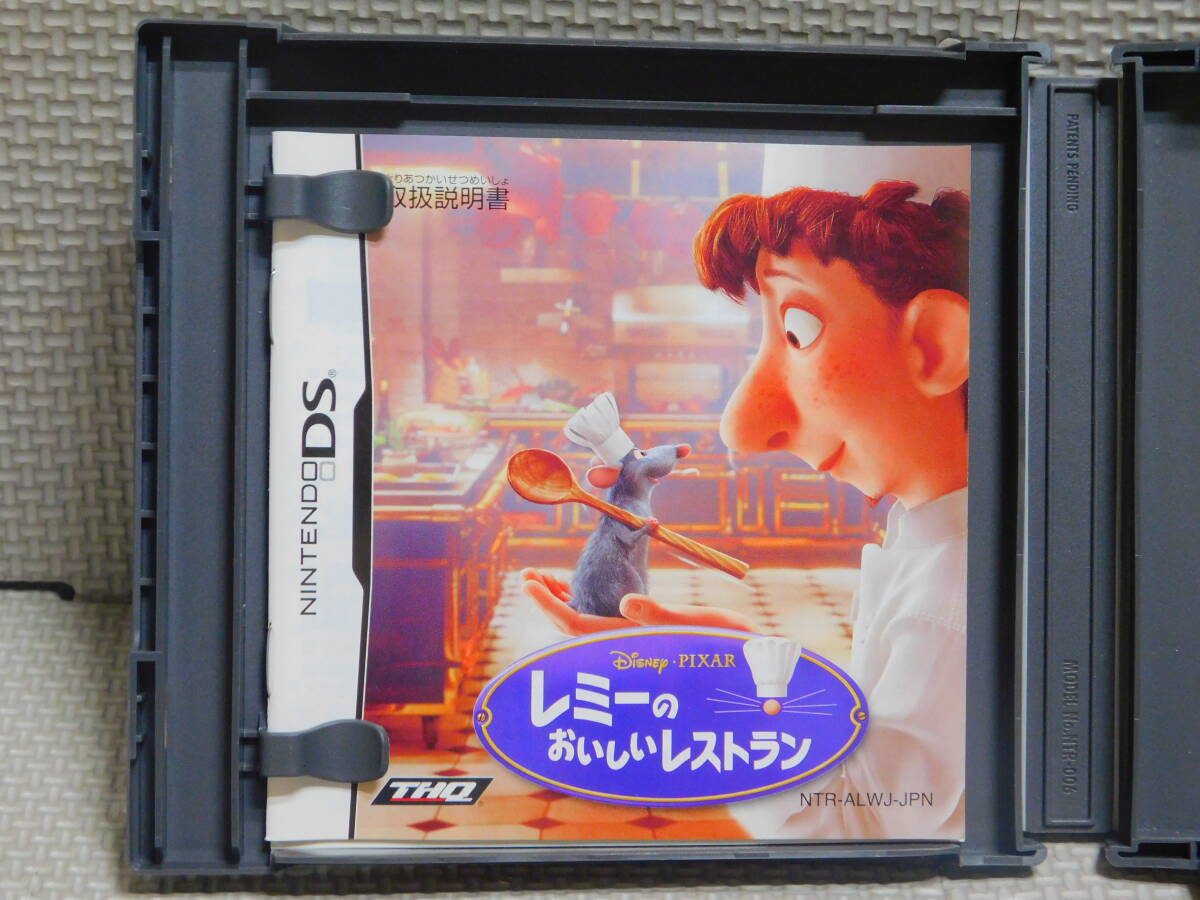 とりあつかいせつめいしょ
取扱説明書
NINTENDO DS®
Disney・PIXAR
レミーの
おいしいレストラン
THQ®
NTR-ALWJ-JPN
PATENTS PENDING
MODEL No.NTR-006